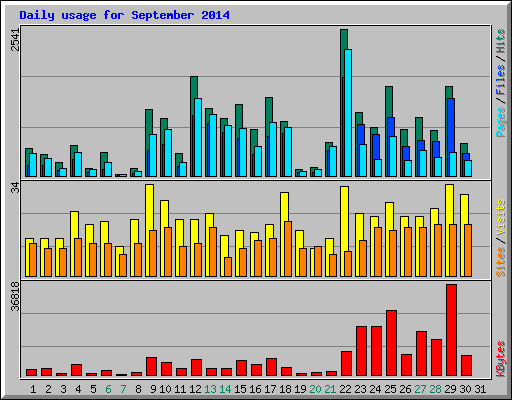 Daily usage for September 2014
2541
Pages / Files / Hits
34
Sites / Visits
36818
KBytes
1 2 3 4 5 6 7 8 9 10 11 12 13 14 15 16 17 18 19 20 21 22 23 24 25 26 27 28 29 30 31